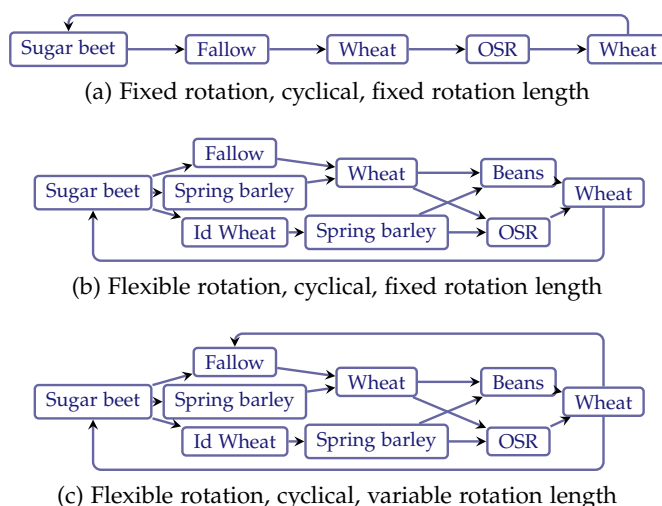 Sugar beet Fallow Wheat OSR Wheat
(a) Fixed rotation, cyclical, fixed rotation length
Fallow
Sugar beet Spring barley Wheat Beans Wheat
Id Wheat Spring barley OSR
(b) Flexible rotation, cyclical, fixed rotation length
Fallow
Sugar beet Spring barley Wheat Beans Wheat
Id Wheat Spring barley OSR
(c) Flexible rotation, cyclical, variable rotation length